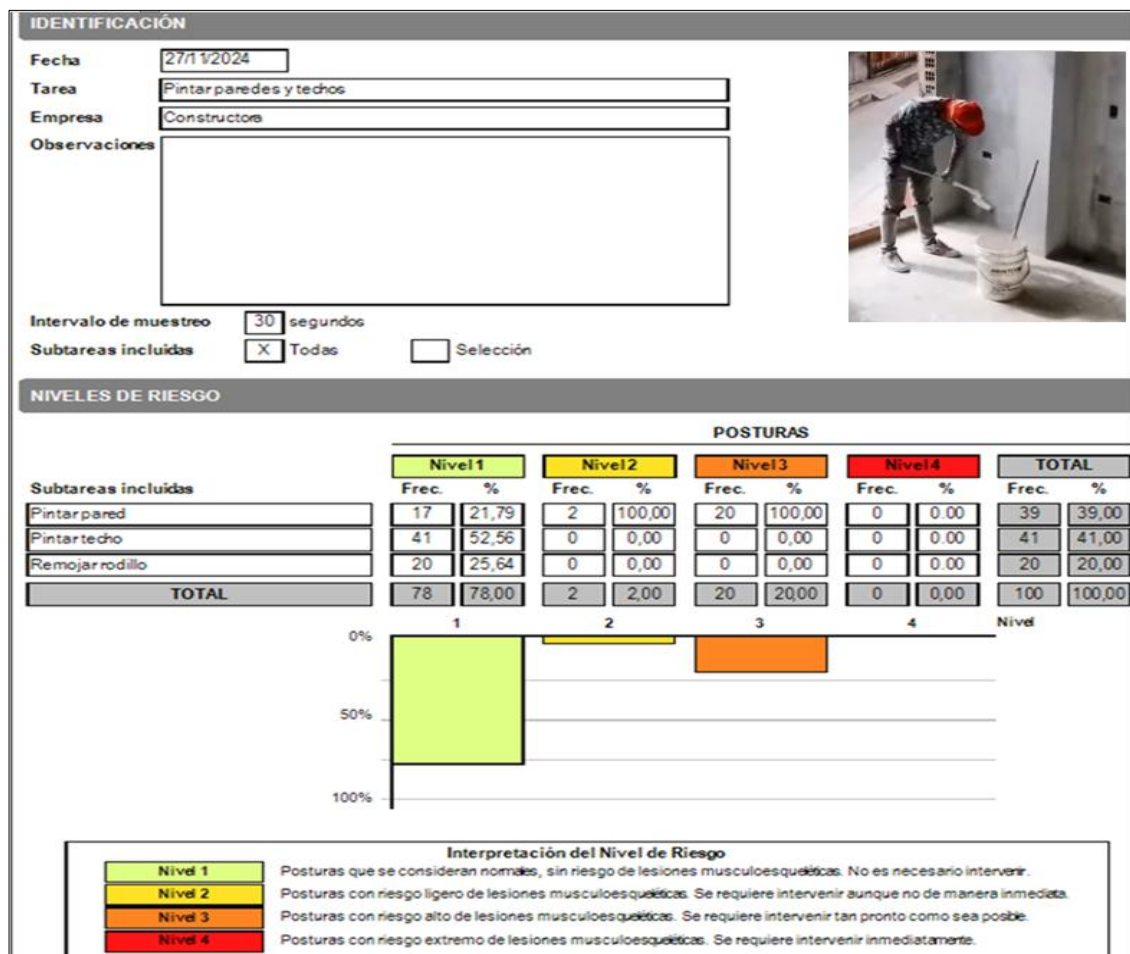 IDENTIFICACIÓN
Fecha 27/11/2024
Tarea Pintar paredes y techos
Empresa Constructora
Observaciones
Intervalo de muestreo 30 segundos
Subtareas incluidas X Todas Selección
NIVELES DE RIESGO
POSTURAS
Nivel 1 Nivel 2 Nivel 3 Nivel 4 TOTAL
Subtareas incluidas Frec. % Frec. % Frec. % Frec. % Frec. %
Pintar pared 17 21,79 2 100,00 20 100,00 0 0.00 39 39,00
Pintar techo 41 52,56 0 0,00 0 0,00 0 0.00 41 41,00
Remojar rodillo 20 25,64 0 0,00 0 0,00 0 0.00 20 20,00
TOTAL 78 78,00 2 2,00 20 20,00 0 0,00 100 100,00
1 2 3 4 Nivel
0%
50%
100%
Interpretación del Nivel de Riesgo
Nivel 1 Posturas que se consideran normales, sin riesgo de lesiones musculoesqueléticas. No es necesario intervenir.
Nivel 2 Posturas con riesgo ligero de lesiones musculoesqueléticas. Se requiere intervenir aunque no de manera inmediata.
Nivel 3 Posturas con riesgo alto de lesiones musculoesqueléticas. Se requiere intervenir tan pronto como sea posible.
Nivel 4 Posturas con riesgo extremo de lesiones musculoesqueléticas. Se requiere intervenir inmediatamente.